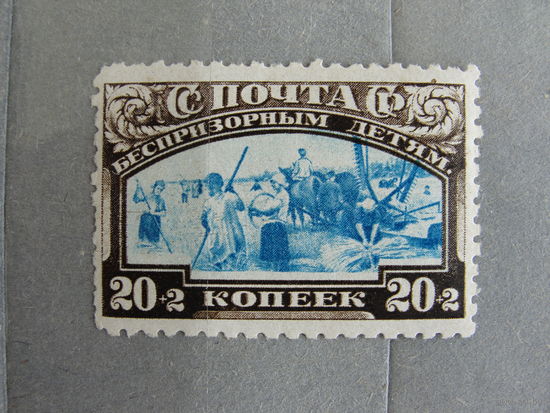 СС ПОЧТА СР
БЕСПРИЗОРНЫМ ДЕТЯМ.
20+2 КОПЕЕК 20+2